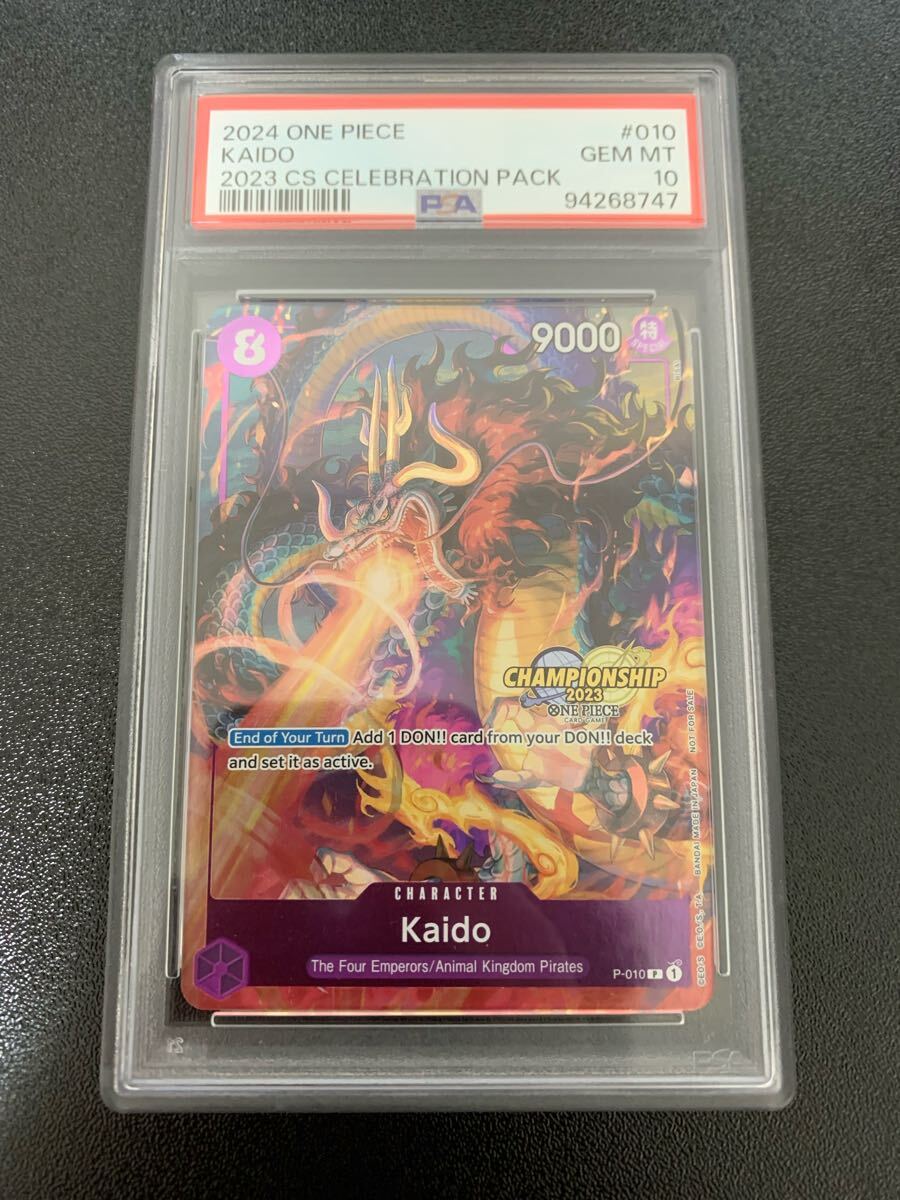 2024 ONE PIECE
#010
KAIDO
GEM MT
2023 CS CELEBRATION PACK
10
PSA
94268747
8
9000
特
SPECIAL
CHAMPIONSHIP
2023
ONE PIECE
CARD GAME
End of Your Turn Add 1 DON!! card from your DON!! deck
and set it as active.
CHARACTER
Kaido
The Four Emperors/Animal Kingdom Pirates
P-010 P 1
©E.O./S. ©E.O./S., T.A. BANDAI MADE IN JAPAN NOT FOR SALE
PSA